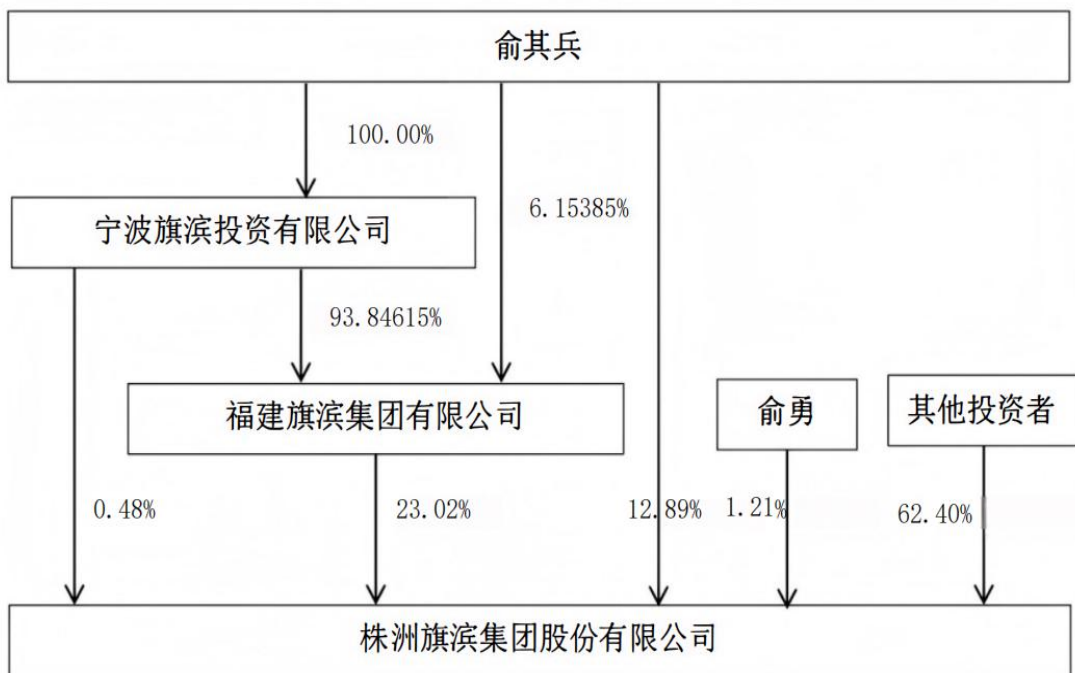 俞其兵
100.00%
6.15385%
宁波旗滨投资有限公司
93.84615%
福建旗滨集团有限公司
俞勇
其他投资者
0.48%
23.02%
12.89%
1.21%
62.40%
株洲旗滨集团股份有限公司